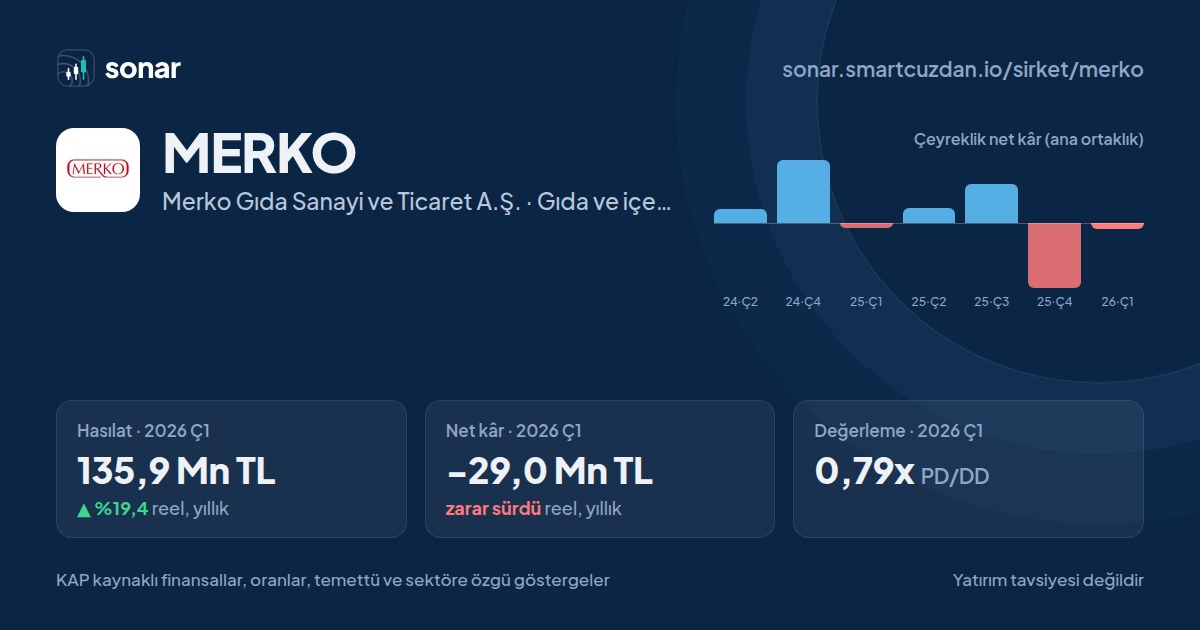 sonar
sonar.smartcuzdan.io/sirket/merko
MERKO
MERKO
Merko Gıda Sanayi ve Ticaret A.Ş. · Gıda ve içe...
Çeyreklik net kâr (ana ortaklık)
24·Ç2 24·Ç4 25·Ç1 25·Ç2 25·Ç3 25·Ç4 26·Ç1
Hasılat · 2026 Ç1
135,9 Mn TL
▲ %19,4 reel, yıllık
Net kâr · 2026 Ç1
−29,0 Mn TL
zarar sürdü reel, yıllık
Değerleme · 2026 Ç1
0,79x PD/DD
KAP kaynaklı finansallar, oranlar, temettü ve sektöre özgü göstergeler
Yatırım tavsiyesi değildir